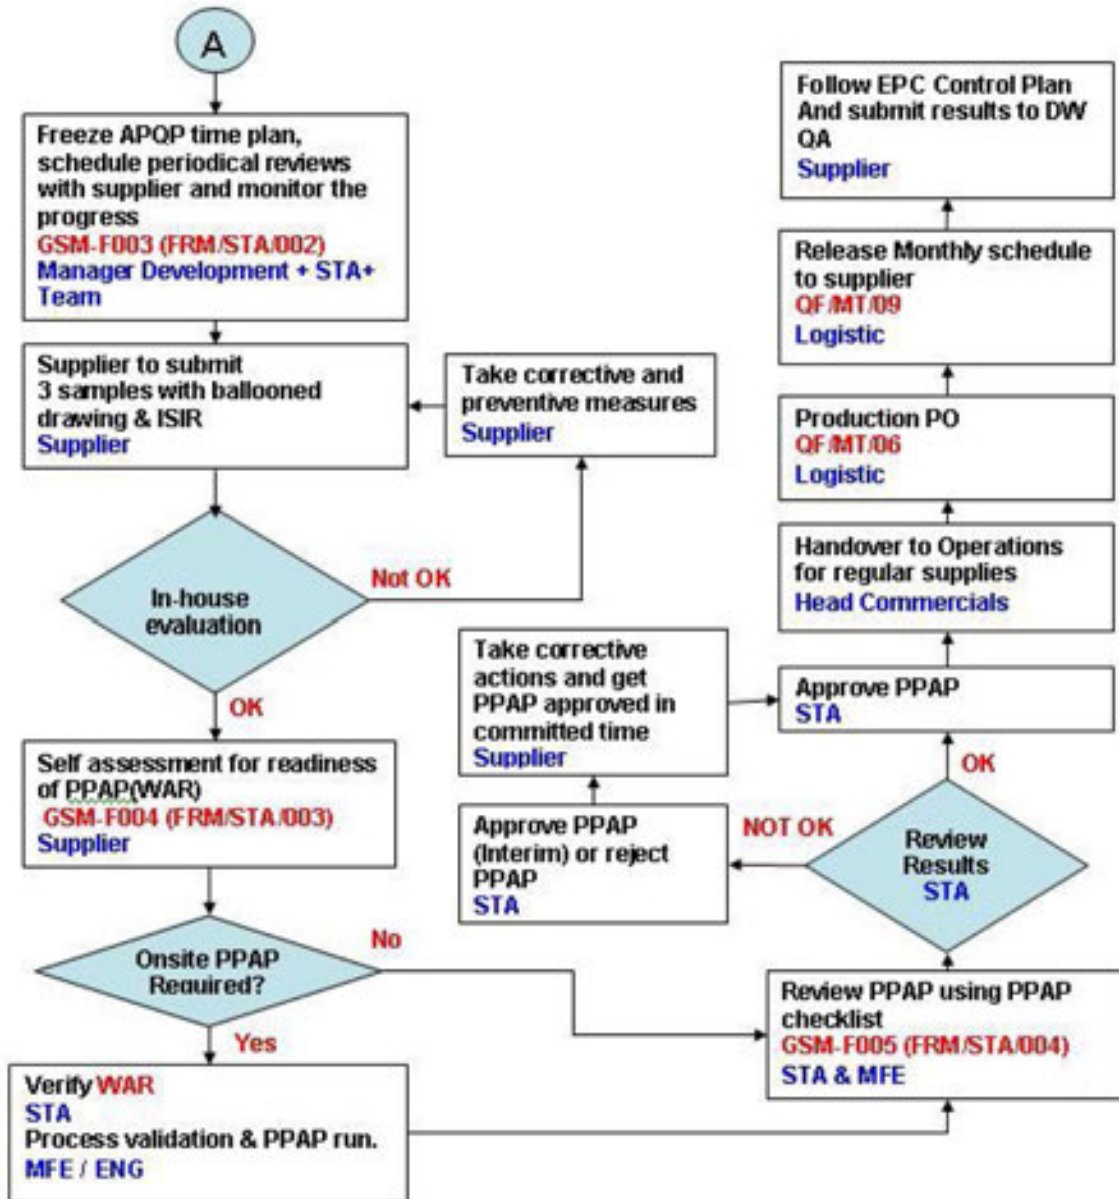 A
Freeze APQP time plan,
schedule periodical reviews
with supplier and monitor the
progress
GSM-F003 (FRM/STA/002)
Manager Development + STA+
Team
Supplier to submit
3 samples with ballooned
drawing & ISIR
Supplier
Take corrective and
preventive measures
Supplier
In-house
evaluation
Not OK
OK
Self assessment for readiness
of PPAP(WAR)
GSM-F004 (FRM/STA/003)
Supplier
Onsite PPAP
Required?
No
Yes
Verify WAR
STA
Process validation & PPAP run.
MFE / ENG
Review PPAP using PPAP
checklist
GSM-F005 (FRM/STA/004)
STA & MFE
Review
Results
STA
NOT OK
OK
Approve PPAP
(Interim) or reject
PPAP
STA
Take corrective
actions and get
PPAP approved in
committed time
Supplier
Approve PPAP
STA
Handover to Operations
for regular supplies
Head Commercials
Production PO
QF/MT/06
Logistic
Release Monthly schedule
to supplier
QF/MT/09
Logistic
Follow EPC Control Plan
And submit results to DW
QA
Supplier